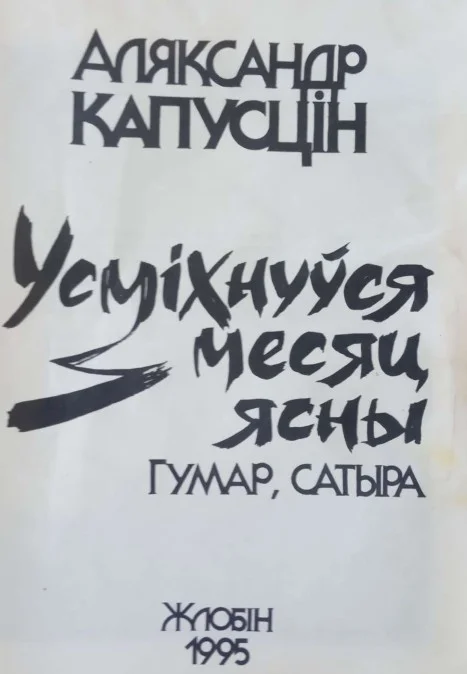 Аляксандр
Капусцін
Усміхнуўся
месяц
ясны
Гумар, сатыра
Жлобін
1995